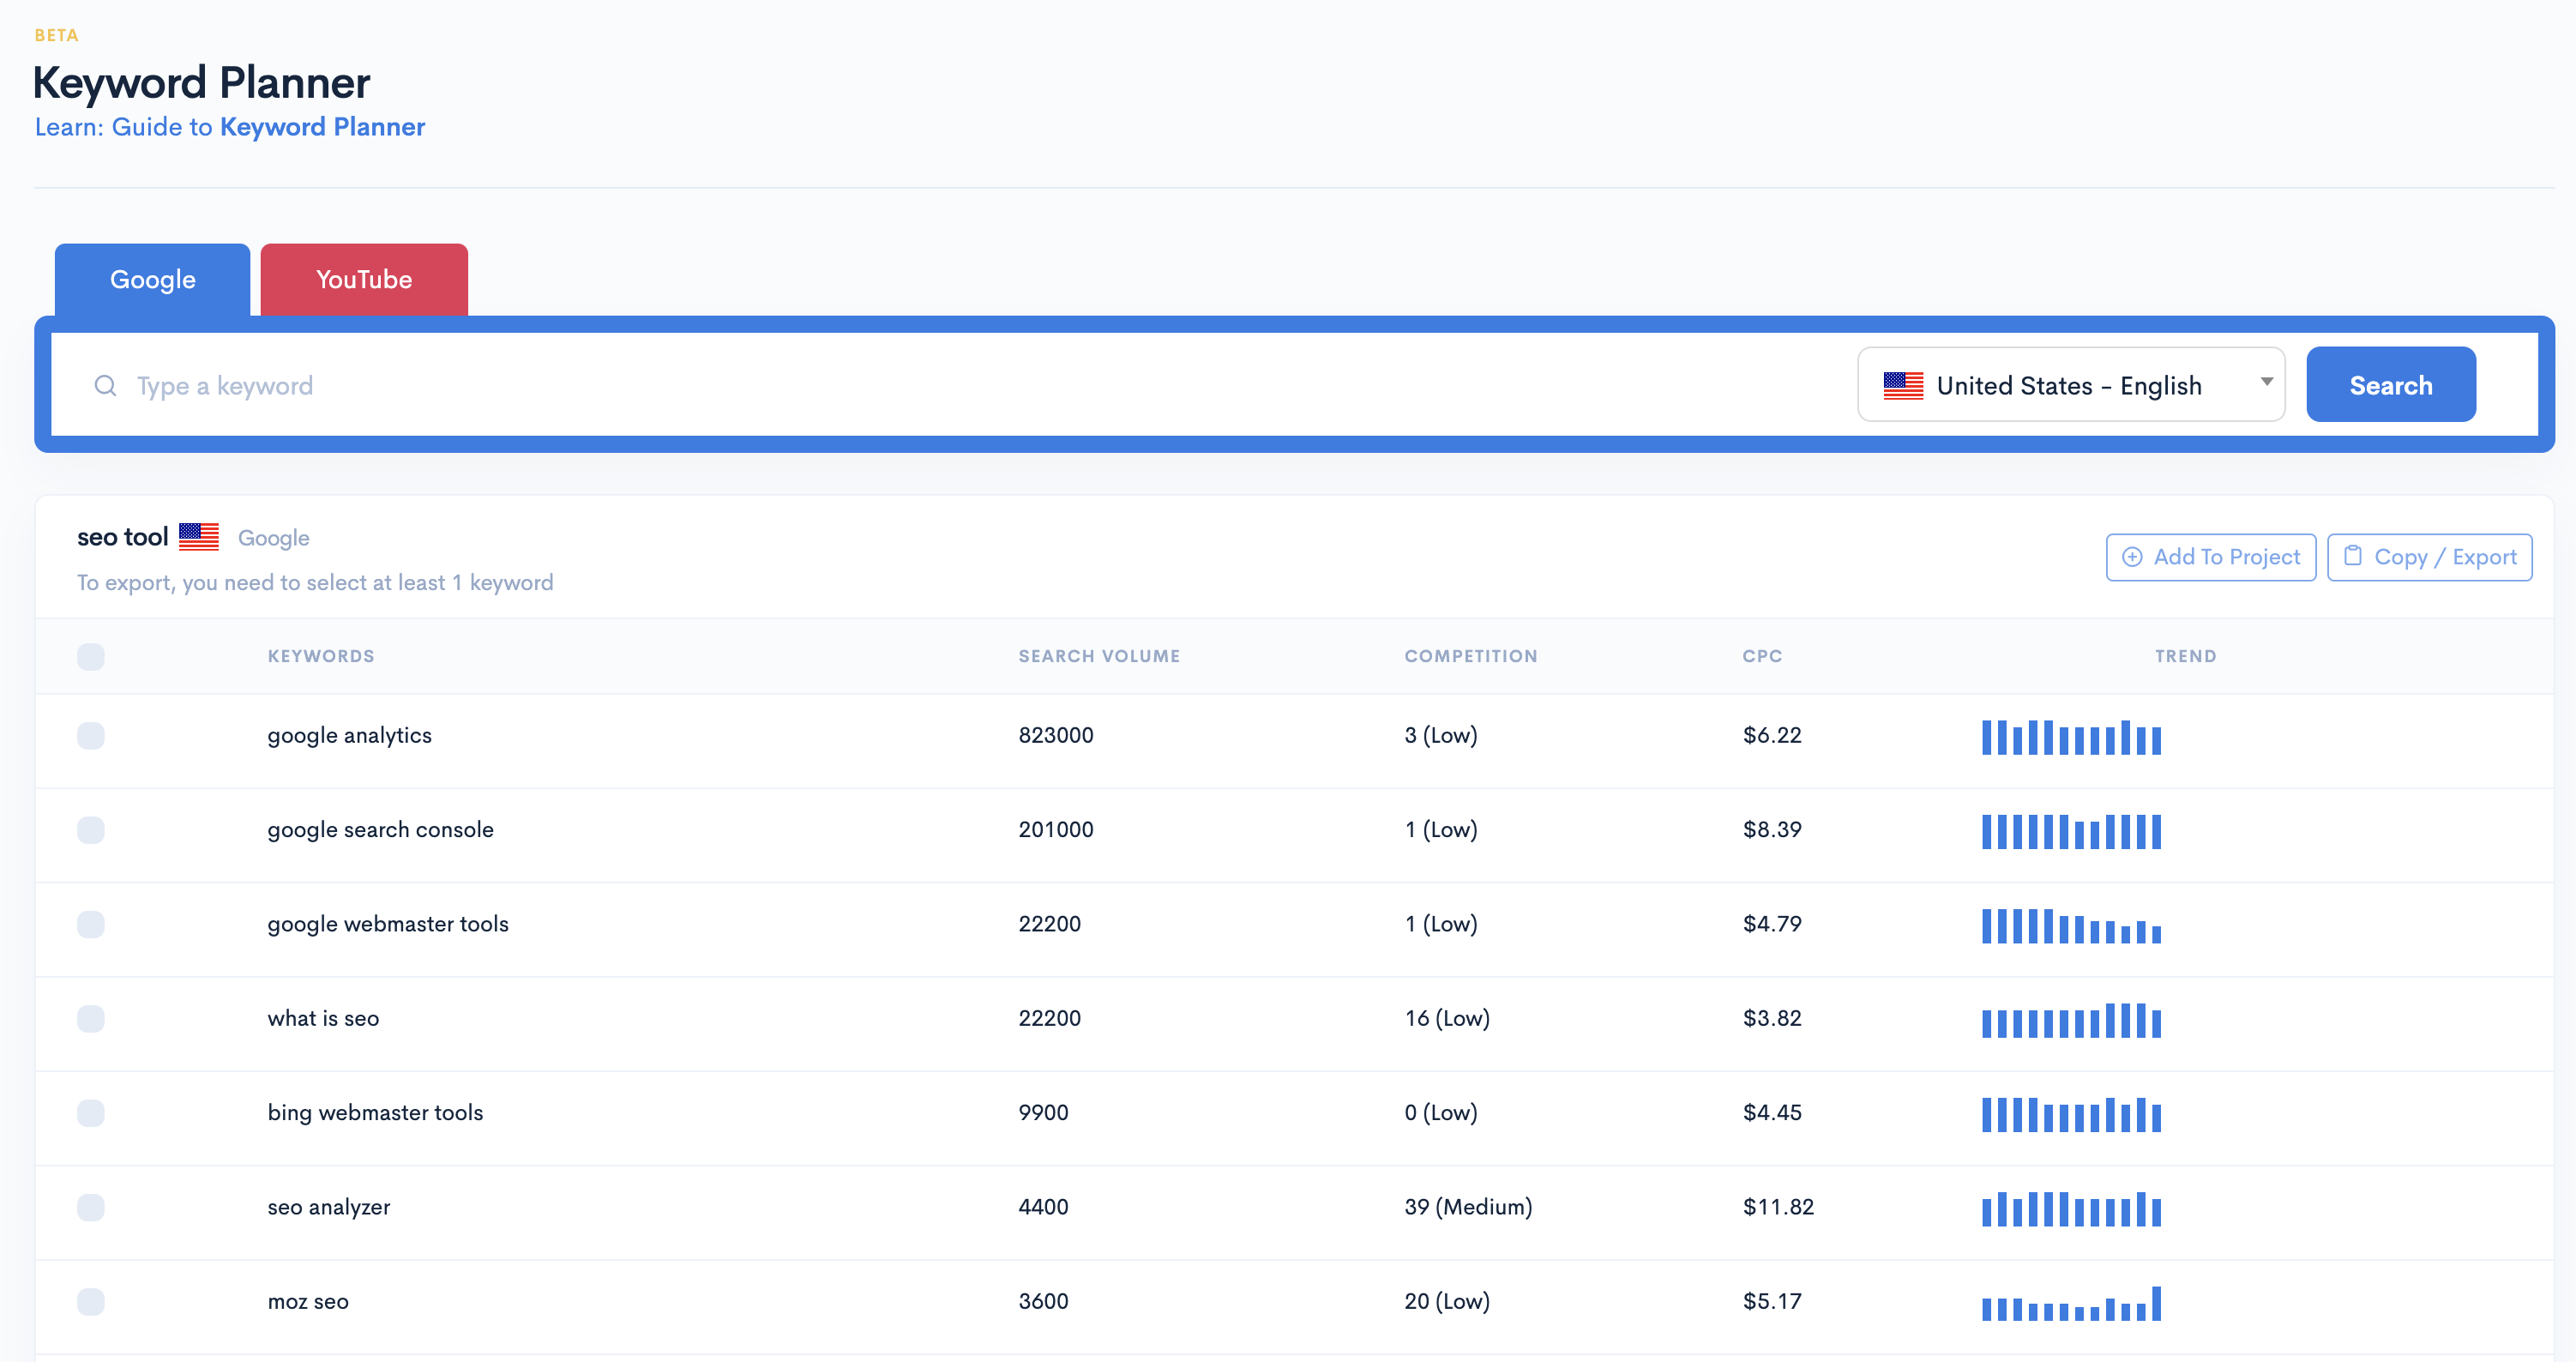 BETA
Keyword Planner
Learn: Guide to Keyword Planner
Google YouTube
Type a keyword United States - English Search
seo tool Google
To export, you need to select at least 1 keyword
Add To Project Copy / Export
KEYWORDS SEARCH VOLUME COMPETITION CPC TREND
google analytics 823000 3 (Low) $6.22
google search console 201000 1 (Low) $8.39
google webmaster tools 22200 1 (Low) $4.79
what is seo 22200 16 (Low) $3.82
bing webmaster tools 9900 0 (Low) $4.45
seo analyzer 4400 39 (Medium) $11.82
moz seo 3600 20 (Low) $5.17